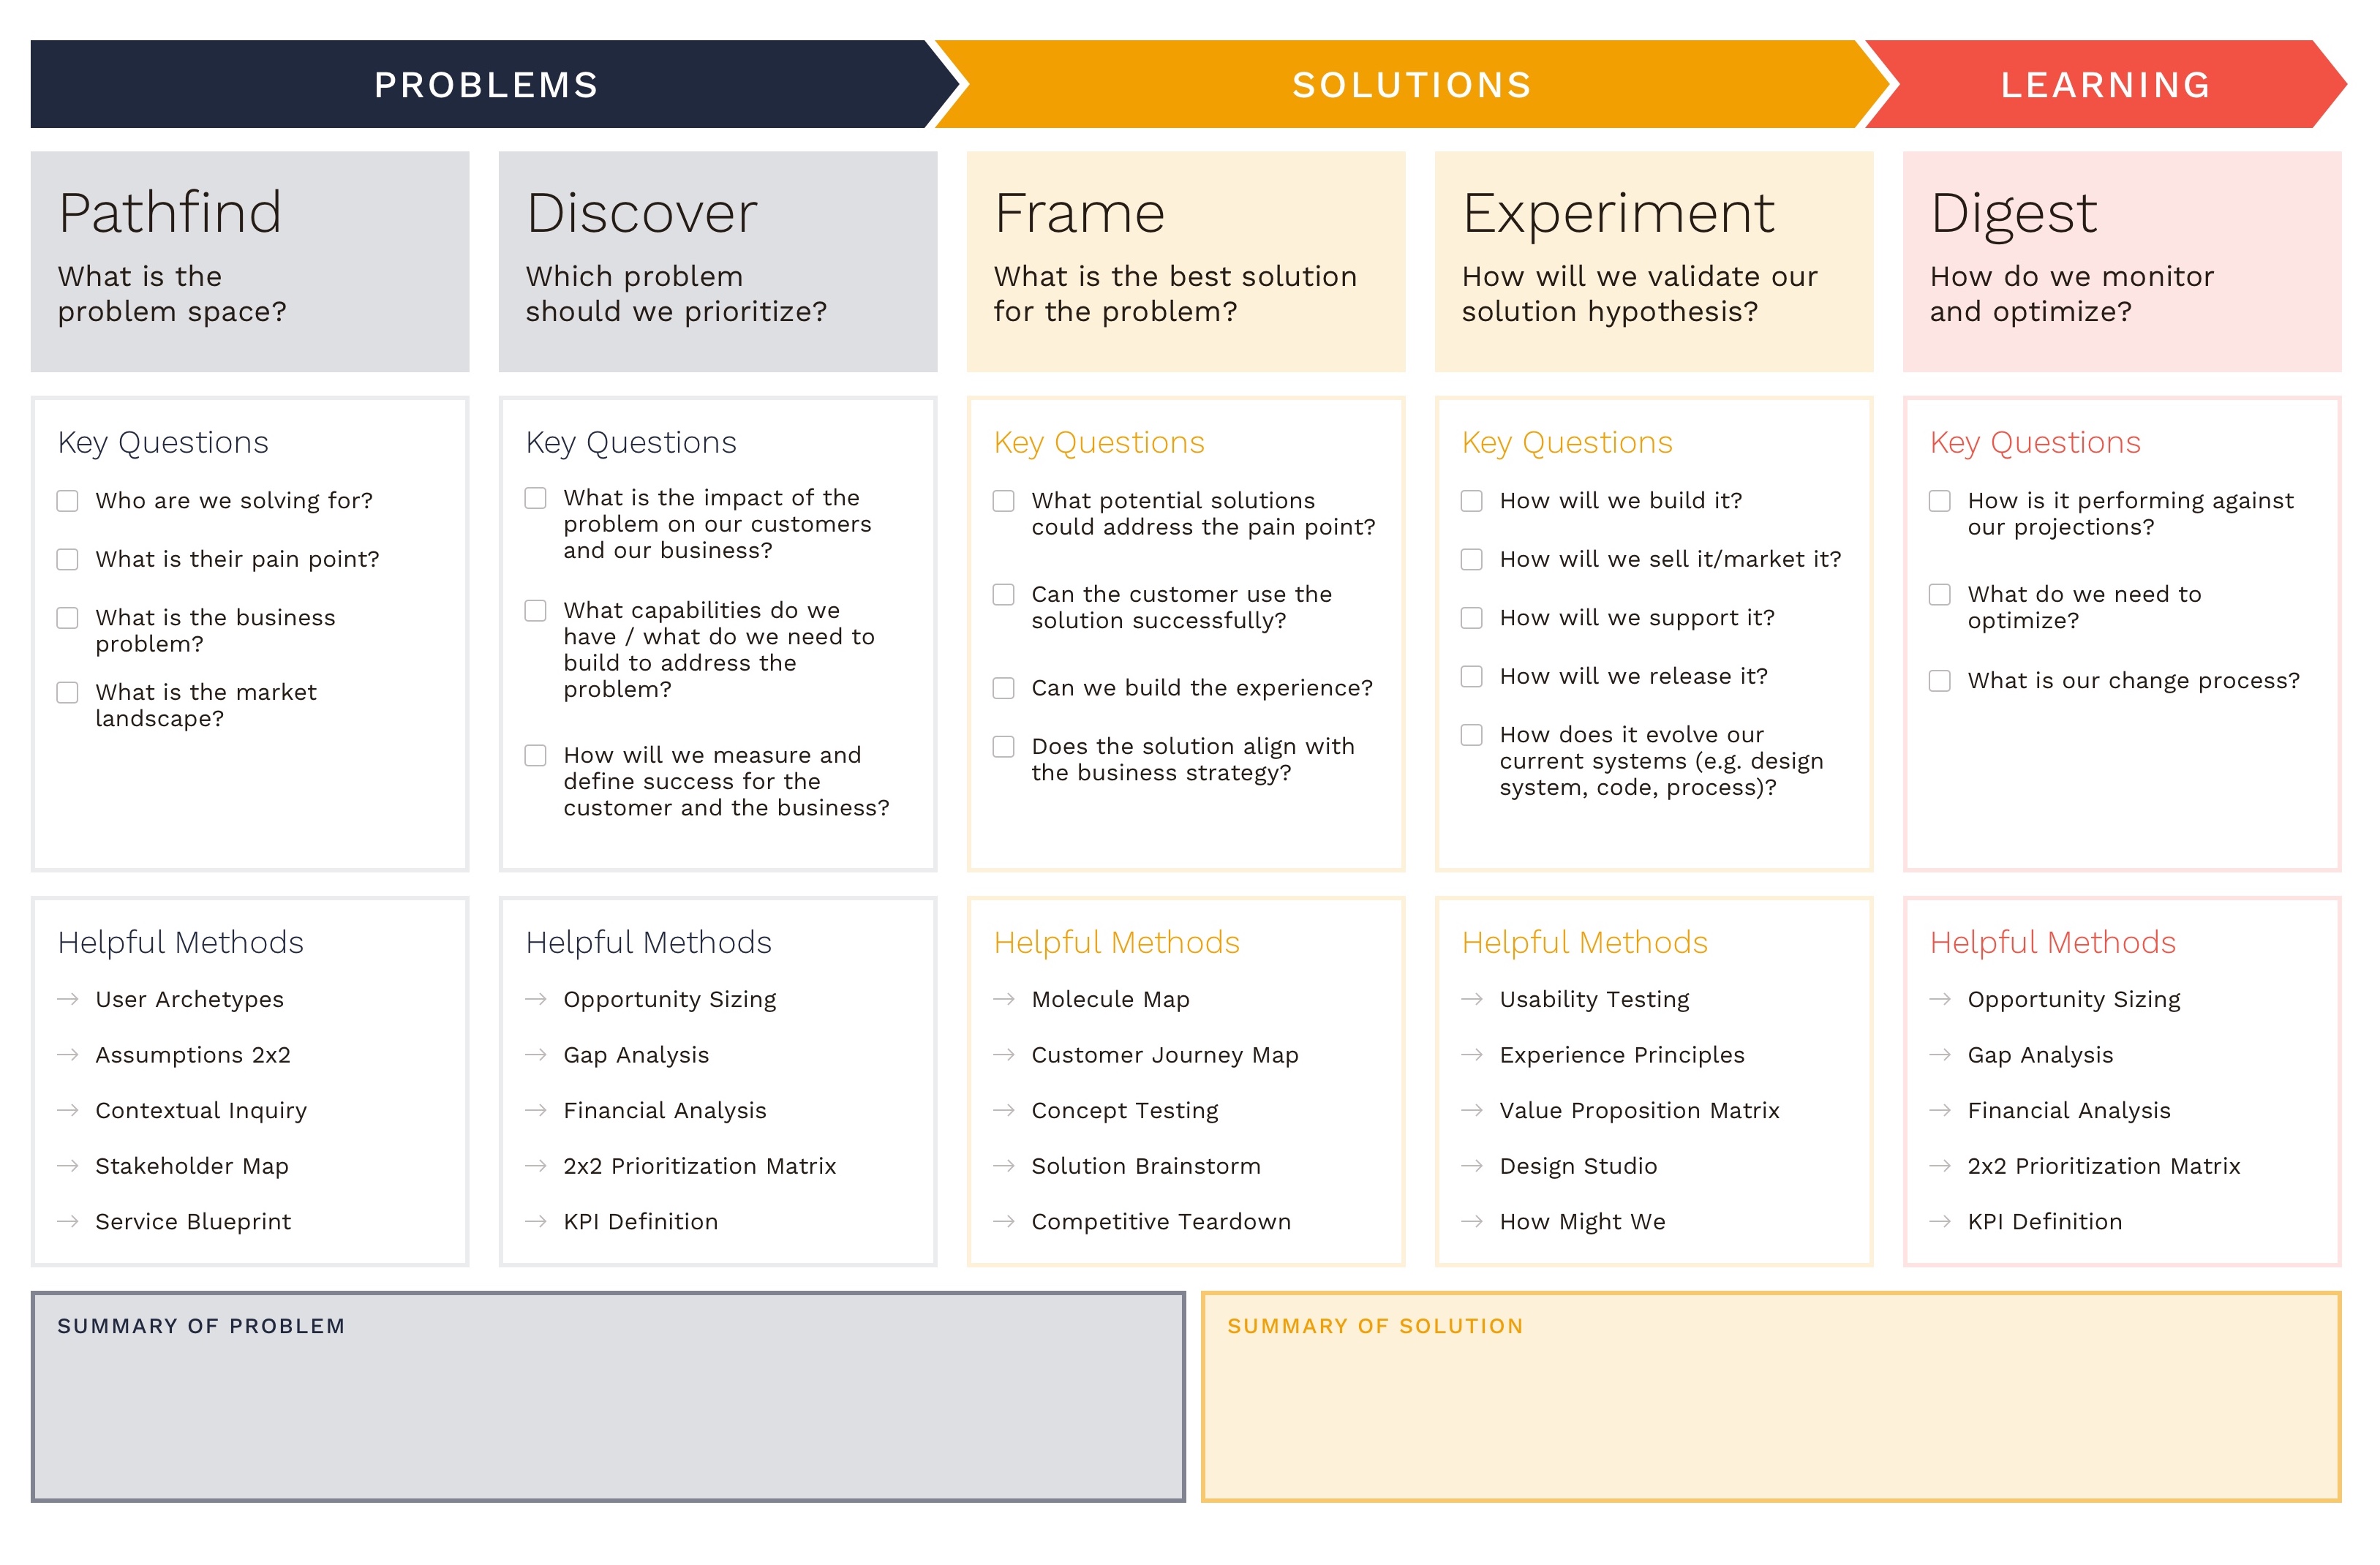 PROBLEMS
SOLUTIONS
LEARNING
Pathfind
What is the
problem space?
Discover
Which problem
should we prioritize?
Frame
What is the best solution
for the problem?
Experiment
How will we validate our
solution hypothesis?
Digest
How do we monitor
and optimize?
Key Questions
Who are we solving for?
What is their pain point?
What is the business
problem?
What is the market
landscape?
Key Questions
What is the impact of the
problem on our customers
and our business?
What capabilities do we
have / what do we need to
build to address the
problem?
How will we measure and
define success for the
customer and the business?
Key Questions
What potential solutions
could address the pain point?
Can the customer use the
solution successfully?
Can we build the experience?
Does the solution align with
the business strategy?
Key Questions
How will we build it?
How will we sell it/market it?
How will we support it?
How will we release it?
How does it evolve our
current systems (e.g. design
system, code, process)?
Key Questions
How is it performing against
our projections?
What do we need to
optimize?
What is our change process?
Helpful Methods
→ User Archetypes
→ Assumptions 2x2
→ Contextual Inquiry
→ Stakeholder Map
→ Service Blueprint
Helpful Methods
→ Opportunity Sizing
→ Gap Analysis
→ Financial Analysis
→ 2x2 Prioritization Matrix
→ KPI Definition
Helpful Methods
→ Molecule Map
→ Customer Journey Map
→ Concept Testing
→ Solution Brainstorm
→ Competitive Teardown
Helpful Methods
→ Usability Testing
→ Experience Principles
→ Value Proposition Matrix
→ Design Studio
→ How Might We
Helpful Methods
→ Opportunity Sizing
→ Gap Analysis
→ Financial Analysis
→ 2x2 Prioritization Matrix
→ KPI Definition
SUMMARY OF PROBLEM
SUMMARY OF SOLUTION